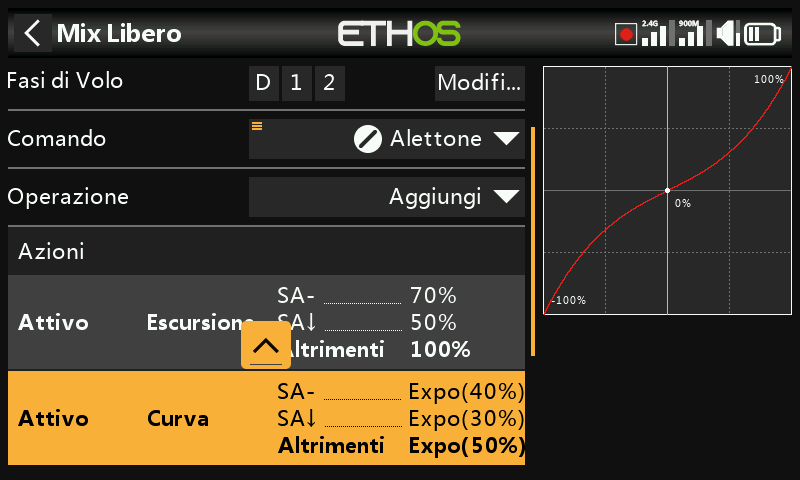 Mix Libero
ETHOS
2.4G
900M
Fasi di Volo
D 1 2
Modifi...
Comando
Alettone
Operazione
Aggiungi
Azioni
Attivo
Escursione
SA- 70%
SA↓ 50%
Altrimenti 100%
Attivo
Curva
SA- Expo(40%)
SA↓ Expo(30%)
Altrimenti Expo(50%)
100%
0%
-100%